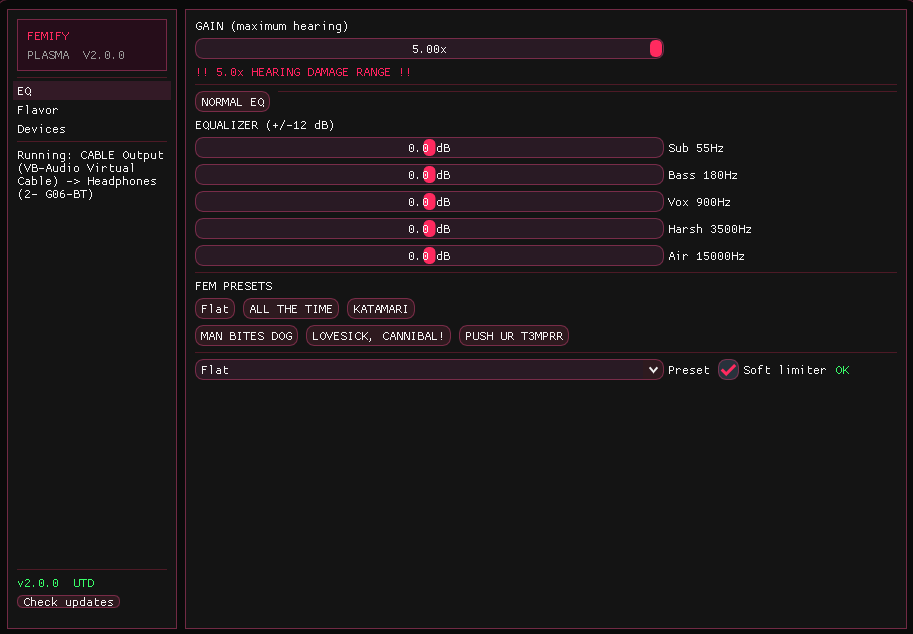 FEMIFY
PLASMA V2.0.0
EQ
Flavor
Devices
Running: CABLE Output
(VB-Audio Virtual
Cable) -> Headphones
(2- G06-BT)
v2.0.0 UTD
Check updates
GAIN (maximum hearing)
5.00x
!! 5.0x HEARING DAMAGE RANGE !!
NORMAL EQ
EQUALIZER (+/-12 dB)
0.0 dB Sub 55Hz
0.0 dB Bass 180Hz
0.0 dB Vox 900Hz
0.0 dB Harsh 3500Hz
0.0 dB Air 15000Hz
FEM PRESETS
Flat ALL THE TIME KATAMARI
MAN BITES DOG LOVESICK, CANNIBAL! PUSH UR T3MPRR
Flat Preset Soft limiter OK